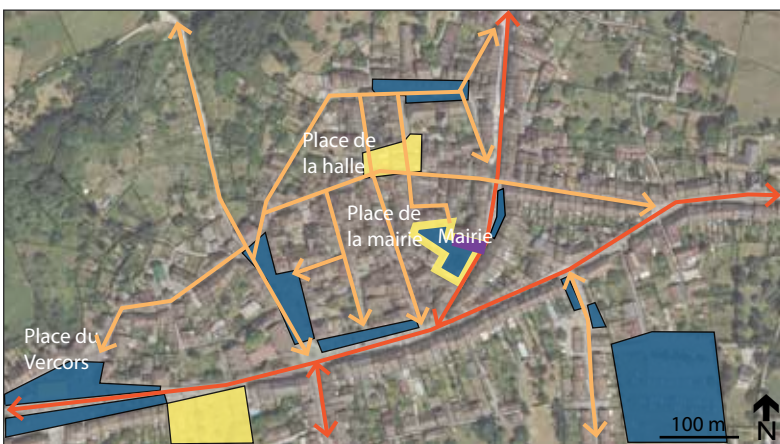 Place de
la halle
Place de
la mairie
Mairie
Place du
Vercors
100 m
N